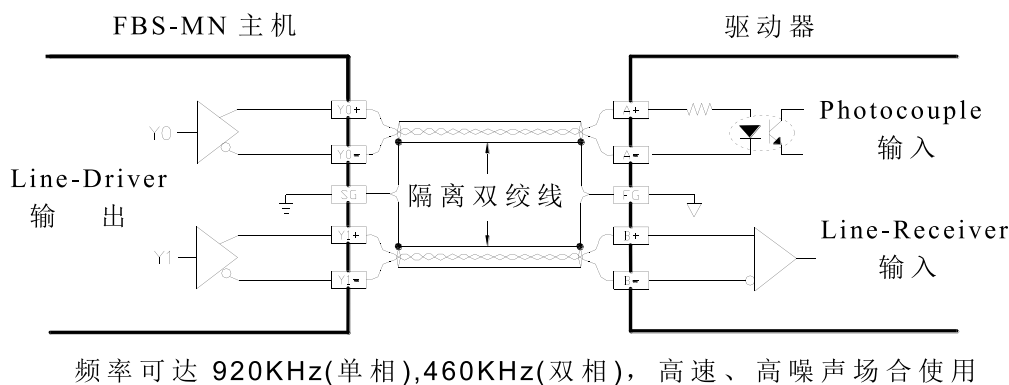 FBS-MN 主机
驱动器
Y0
Y0+
Y0-
A+
A-
Photocouple
输入
Line-Driver
输 出
SG
隔离双绞线
FG
Y1
Y1+
Y1-
B+
B-
Line-Receiver
输入
频率可达 920KHz(单相),460KHz(双相)，高速、高噪声场合使用